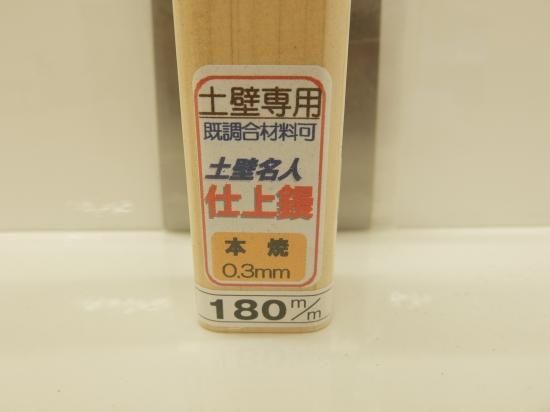 土壁専用
既調合材料可
土壁名人
仕上鏝
本焼
0.3mm
180m/m